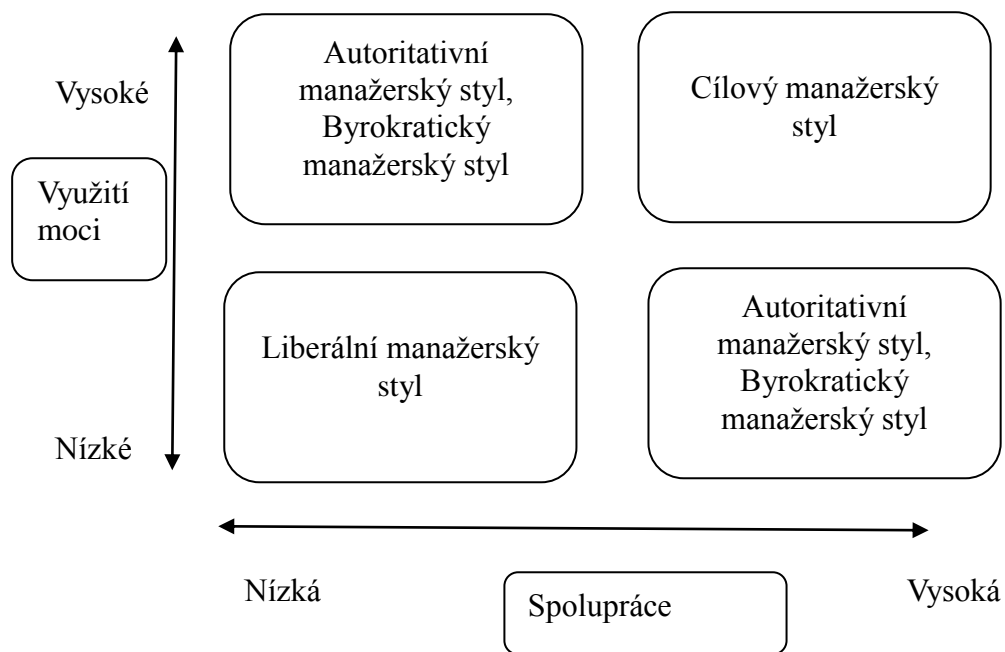 Vysoké
Autoritativní
manažerský styl,
Byrokratický
manažerský styl
Cílový manažerský
styl
Využití
moci
Liberální manažerský
styl
Autoritativní
manažerský styl,
Byrokratický
manažerský styl
Nízké
Nízká
Spolupráce
Vysoká